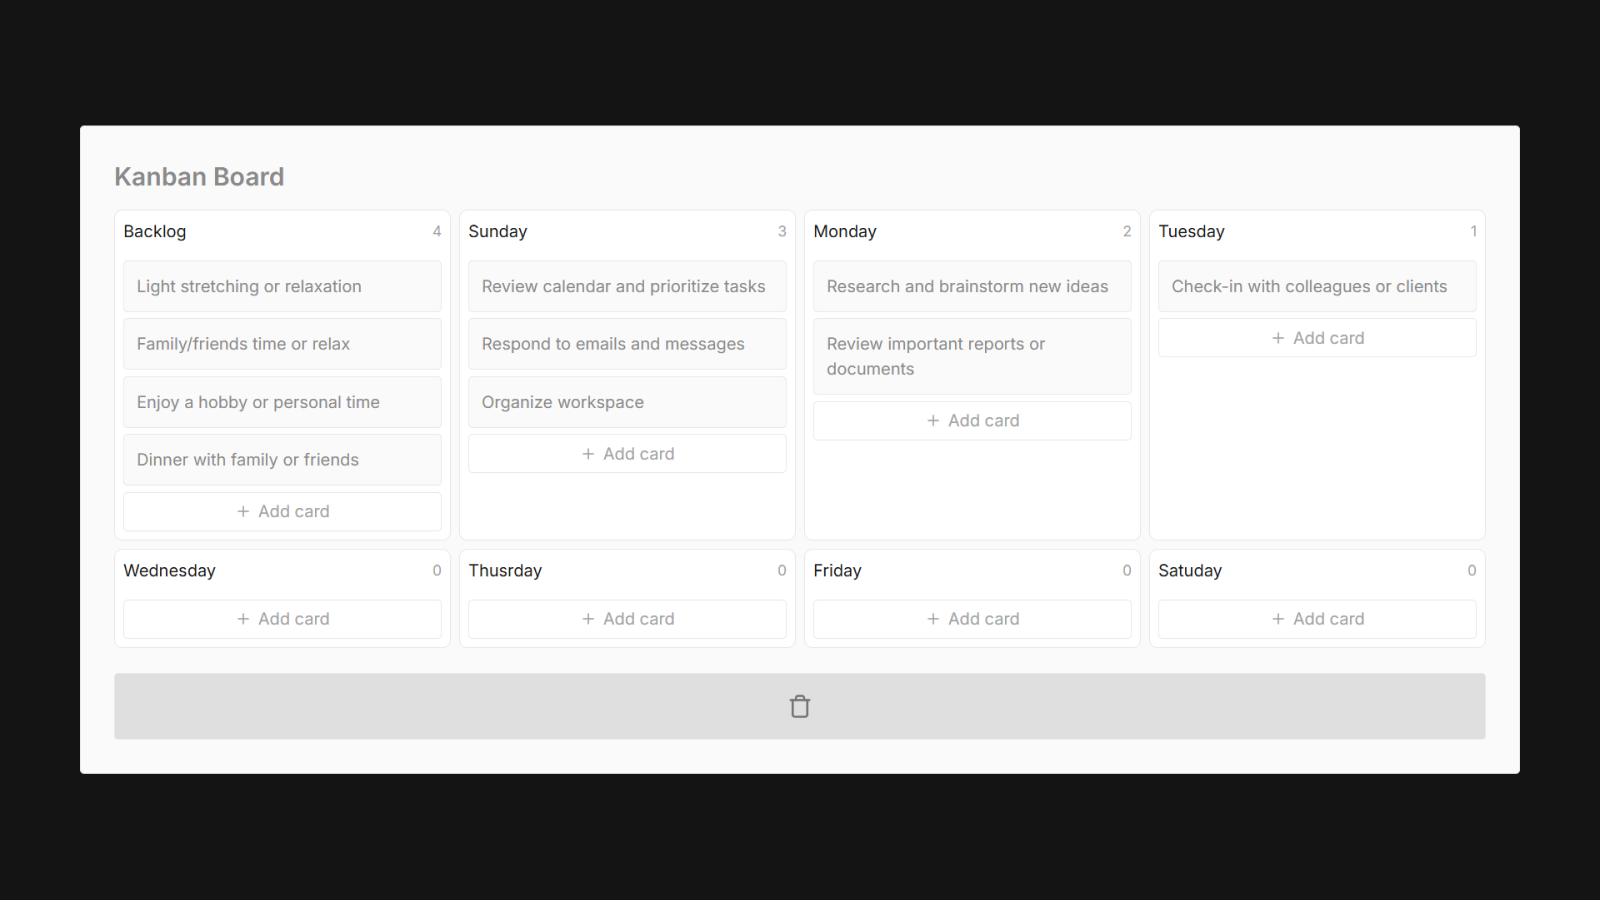 Kanban Board
Backlog 4
Light stretching or relaxation
Family/friends time or relax
Enjoy a hobby or personal time
Dinner with family or friends
+ Add card
Sunday 3
Review calendar and prioritize tasks
Respond to emails and messages
Organize workspace
+ Add card
Monday 2
Research and brainstorm new ideas
Review important reports or
documents
+ Add card
Tuesday 1
Check-in with colleagues or clients
+ Add card
Wednesday 0
+ Add card
Thusrday 0
+ Add card
Friday 0
+ Add card
Satuday 0
+ Add card